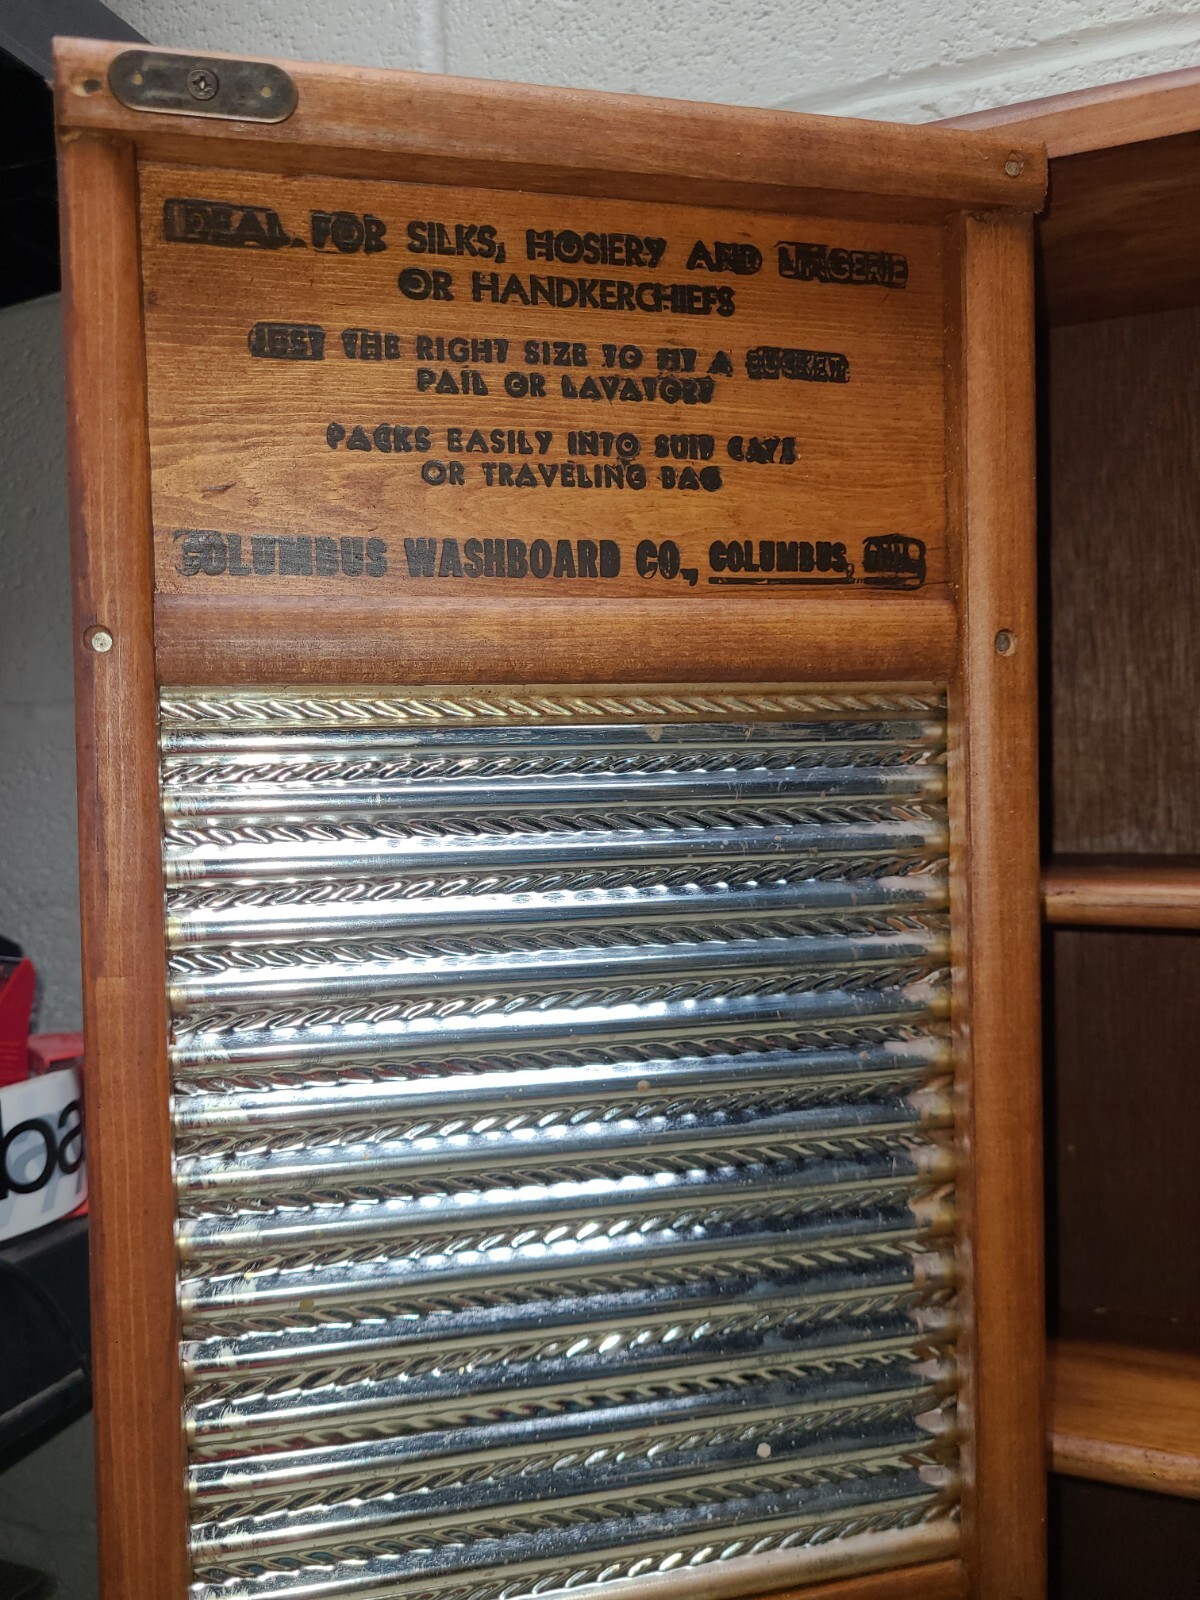 IDEAL FOR SILKS, HOSIERY AND LINGERIE
OR HANDKERCHIEFS
JUST THE RIGHT SIZE TO FIT A BUCKET
PAIL OR LAVATORY
PACKS EASILY INTO SUIT CASE
OR TRAVELING BAG
COLUMBUS WASHBOARD CO., COLUMBUS, OHIO